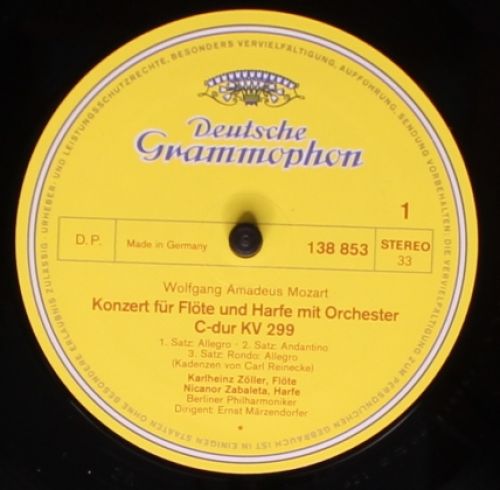 Deutsche
Grammophon
1
D. P.
Made in Germany
138 853
STEREO
33
Wolfgang Amadeus Mozart
Konzert für Flöte und Harfe mit Orchester
C-dur KV 299
1. Satz: Allegro · 2. Satz: Andantino
3. Satz: Rondo: Allegro
(Kadenzen von Carl Reinecke)
Karlheinz Zöller, Flöte
Nicanor Zabaleta, Harfe
Berliner Philharmoniker
Dirigent: Ernst Märzendorfer
URHEBER- UND LEISTUNGSSCHUTZRECHTE, BESONDERS VERVIELFÄLTIGUNG, AUFFÜHRUNG, SENDUNG VORBEHALTEN: DIE VERVIELFÄLTIGUNG ZUM PERSÖNLICHEN GEBRAUCH IST IN EINIGEN STAATEN OHNE BESONDERE ERLAUBNIS ZULÄSSIG.